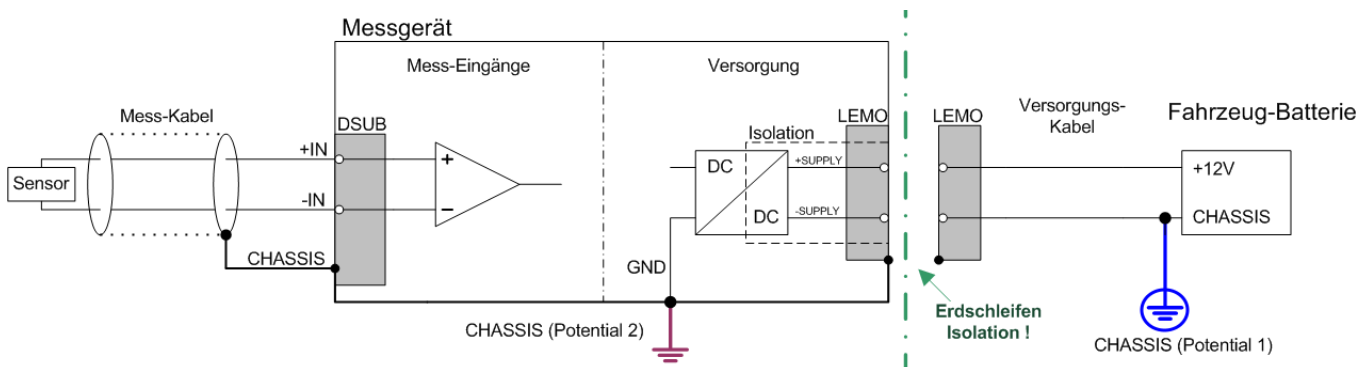 Messgerät
Mess-Eingänge
Versorgung
Mess-Kabel
DSUB
LEMO
LEMO
Versorgungs-
Kabel
Fahrzeug-Batterie
Isolation
+IN
+
DC
+SUPPLY
+12V
Sensor
-IN
−
DC
-SUPPLY
CHASSIS
CHASSIS
GND
Erdschleifen
Isolation !
CHASSIS (Potential 2)
CHASSIS (Potential 1)